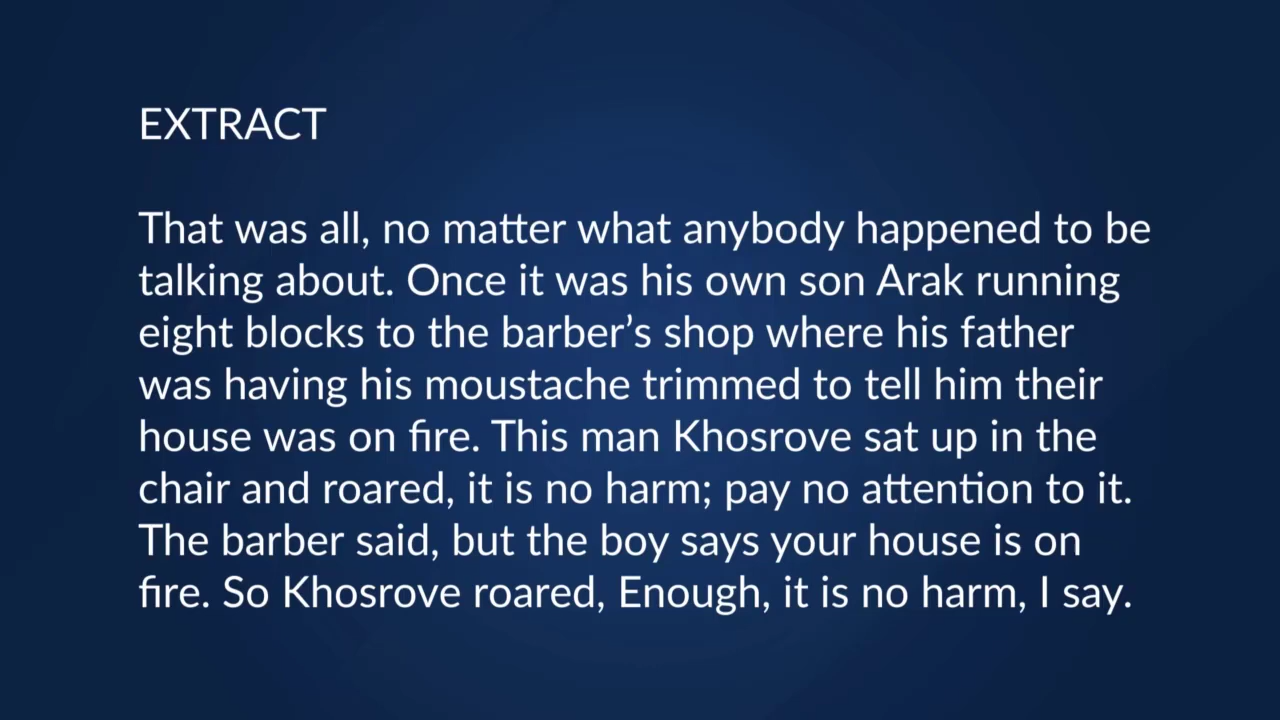 EXTRACT
That was all, no matter what anybody happened to be
talking about. Once it was his own son Arak running
eight blocks to the barber’s shop where his father
was having his moustache trimmed to tell him their
house was on fire. This man Khosrove sat up in the
chair and roared, it is no harm; pay no attention to it.
The barber said, but the boy says your house is on
fire. So Khosrove roared, Enough, it is no harm, I say.